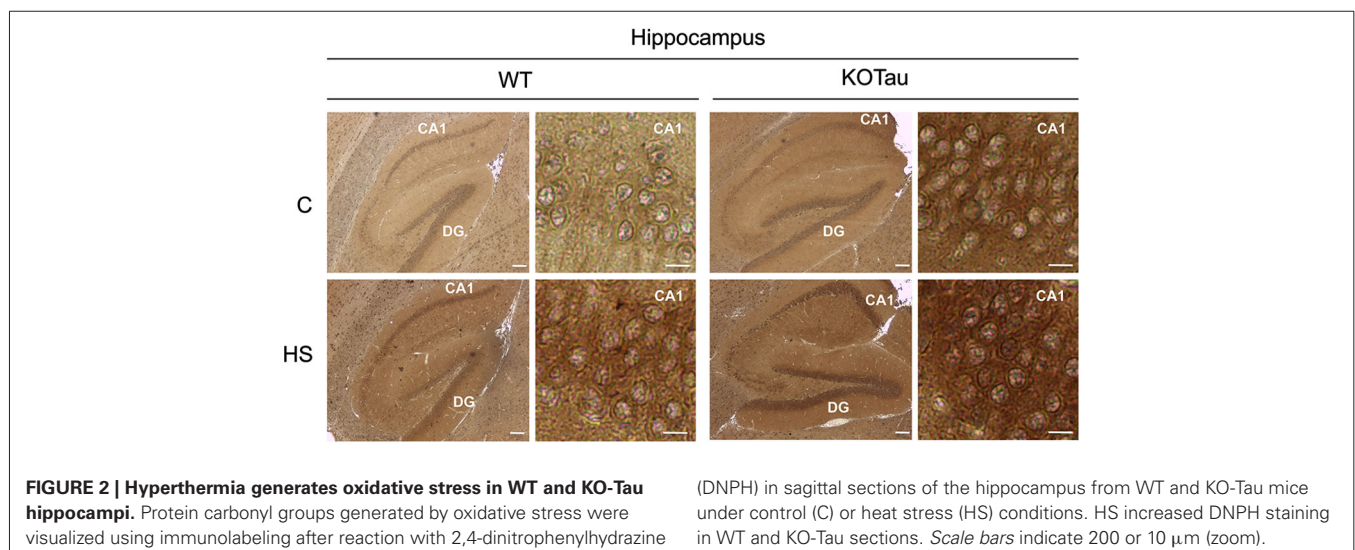 Hippocampus
WT
KOTau
C
CA1
DG
CA1
CA1
DG
CA1
HS
CA1
DG
CA1
CA1
DG
CA1
FIGURE 2 | Hyperthermia generates oxidative stress in WT and KO-Tau
hippocampi. Protein carbonyl groups generated by oxidative stress were
visualized using immunolabeling after reaction with 2,4-dinitrophenylhydrazine
(DNPH) in sagittal sections of the hippocampus from WT and KO-Tau mice
under control (C) or heat stress (HS) conditions. HS increased DNPH staining
in WT and KO-Tau sections. Scale bars indicate 200 or 10 μm (zoom).